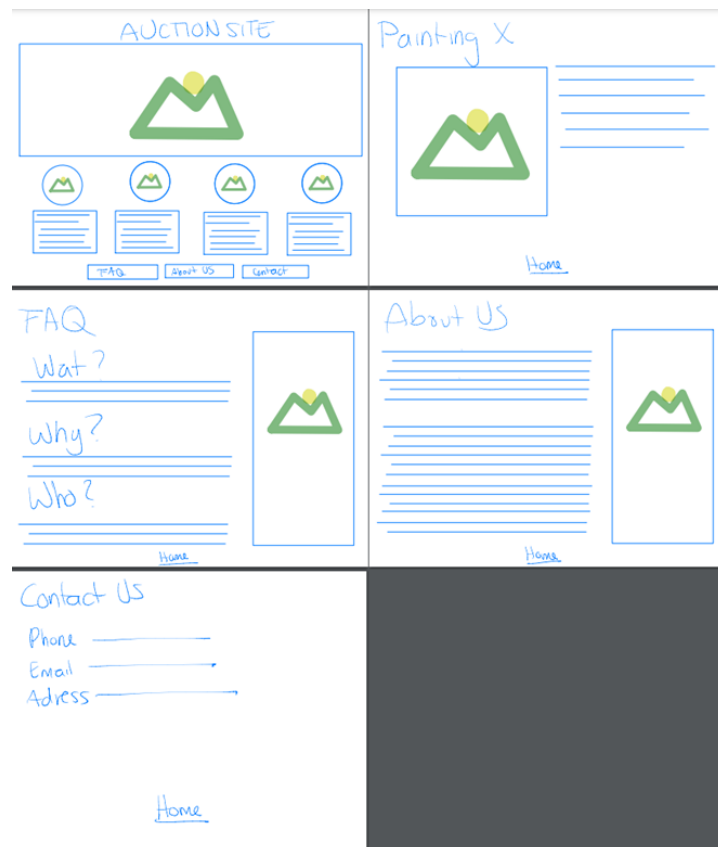 AUCTION SITE
FAQ
About US
Contact
Painting X
Home
FAQ
Wat?
Why?
Who?
Home
About US
Home
Contact US
Phone
Email
Adress
Home